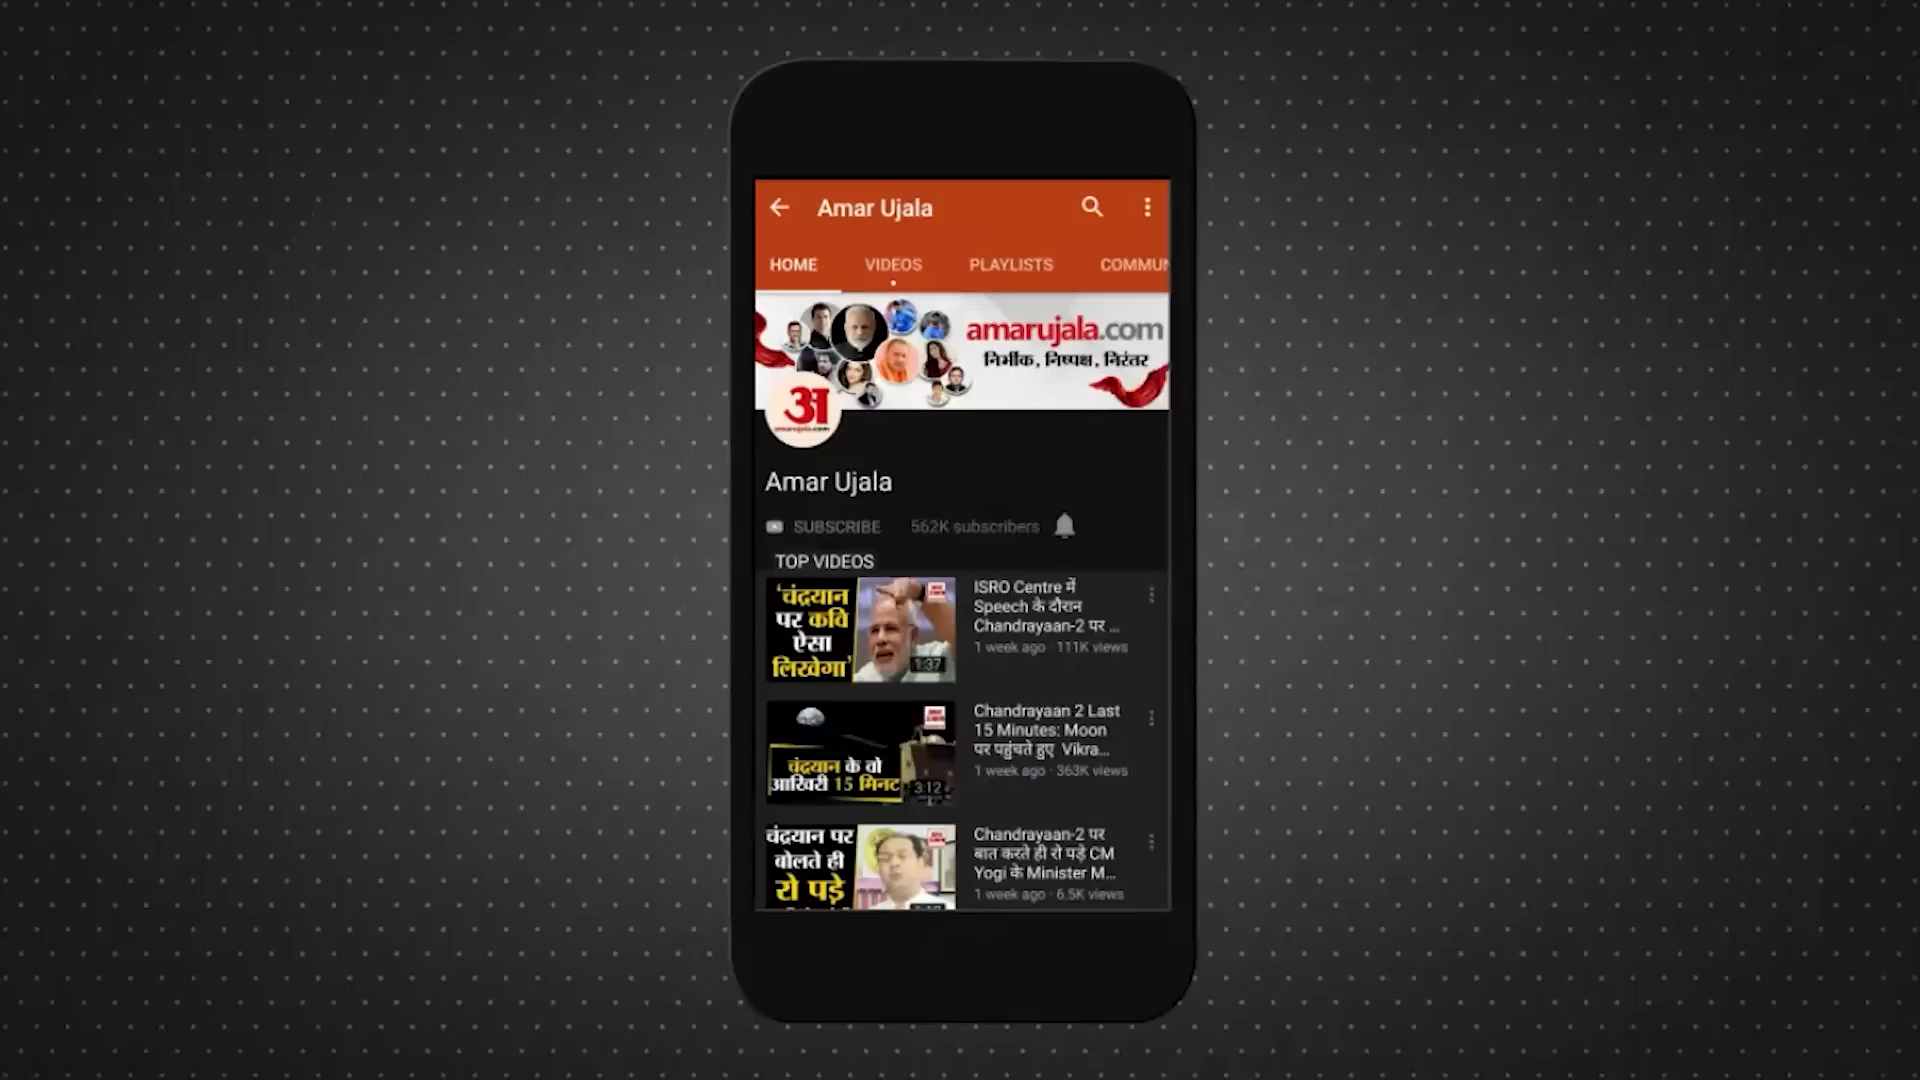 Amar Ujala
HOME VIDEOS PLAYLISTS COMMUN
amarujala.com
निर्भीक, निष्पक्ष, निरंतर
अ
amarujala.com
Amar Ujala
SUBSCRIBE 562K subscribers
TOP VIDEOS
'चंद्रयान
पर कवि
ऐसा
लिखेगा'
1:37
ISRO Centre में
Speech के दौरान
Chandrayaan-2 पर ...
1 week ago · 111K views
चंद्रयान के वो
आखिरी 15 मिनट
3:12
Chandrayaan 2 Last
15 Minutes: Moon
पर पहुंचते हुए Vikra...
1 week ago · 363K views
चंद्रयान पर
बोलते ही
रो पड़े
Chandrayaan-2 पर
बात करते ही रो पड़े CM
Yogi के Minister M...
1 week ago · 6.5K views